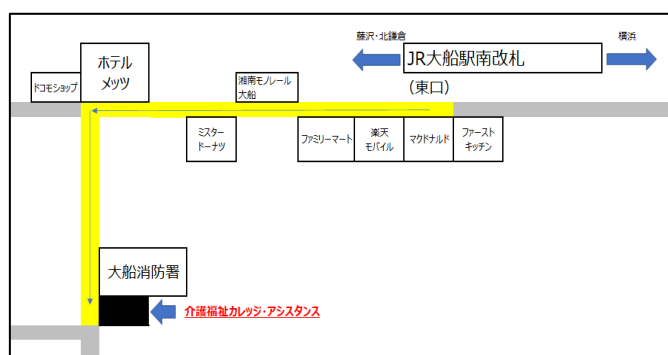 藤沢・北鎌倉
横浜
JR大船駅南改札
(東口)
ホテル
メッツ
ドコモショップ
湘南モノレール
大船
ミスター
ドーナツ
ファミリーマート
楽天
モバイル
マクドナルド
ファースト
キッチン
大船消防署
介護福祉カレッジ・アシスタンス